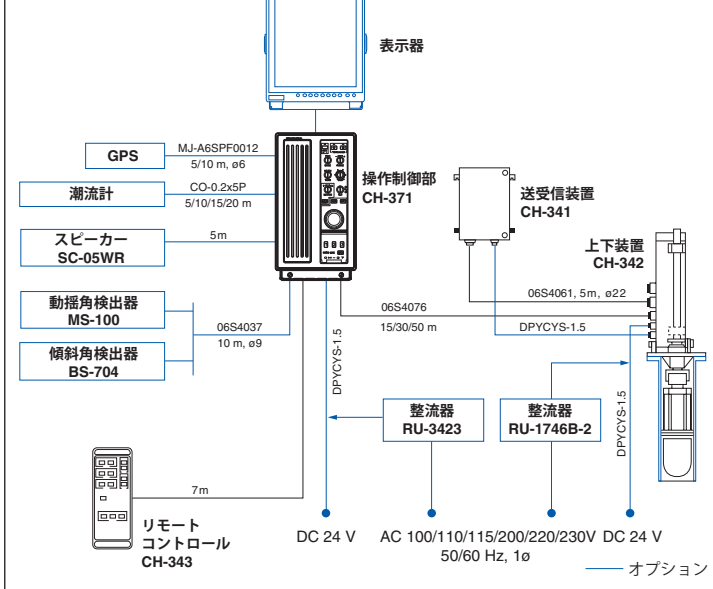 表示器
GPS
MJ-A6SPF0012
5/10 m, ø6
潮流計
CO-0.2x5P
5/10/15/20 m
スピーカー
SC-05WR
5m
操作制御部
CH-371
送受信装置
CH-341
上下装置
CH-342
動揺角検出器
MS-100
傾斜角検出器
BS-704
06S4037
10 m, ø9
06S4076
15/30/50 m
06S4061, 5m, ø22
DPYCYS-1.5
DPYCYS-1.5
DPYCYS-1.5
整流器
RU-3423
整流器
RU-1746B-2
7m
リモート
コントロール
CH-343
DC 24 V
AC 100/110/115/200/220/230V
50/60 Hz, 1ø
DC 24 V
オプション